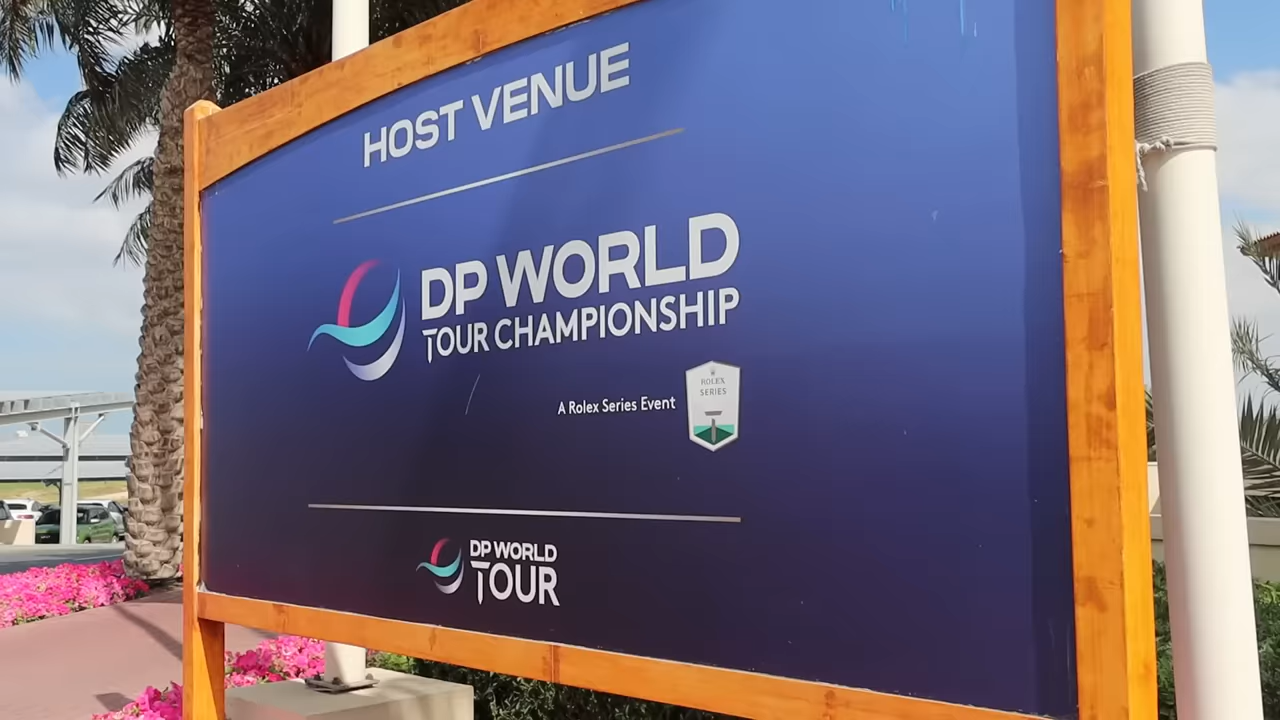 HOST VENUE
DP WORLD
TOUR CHAMPIONSHIP
A Rolex Series Event
ROLEX
SERIES
DP WORLD
TOUR